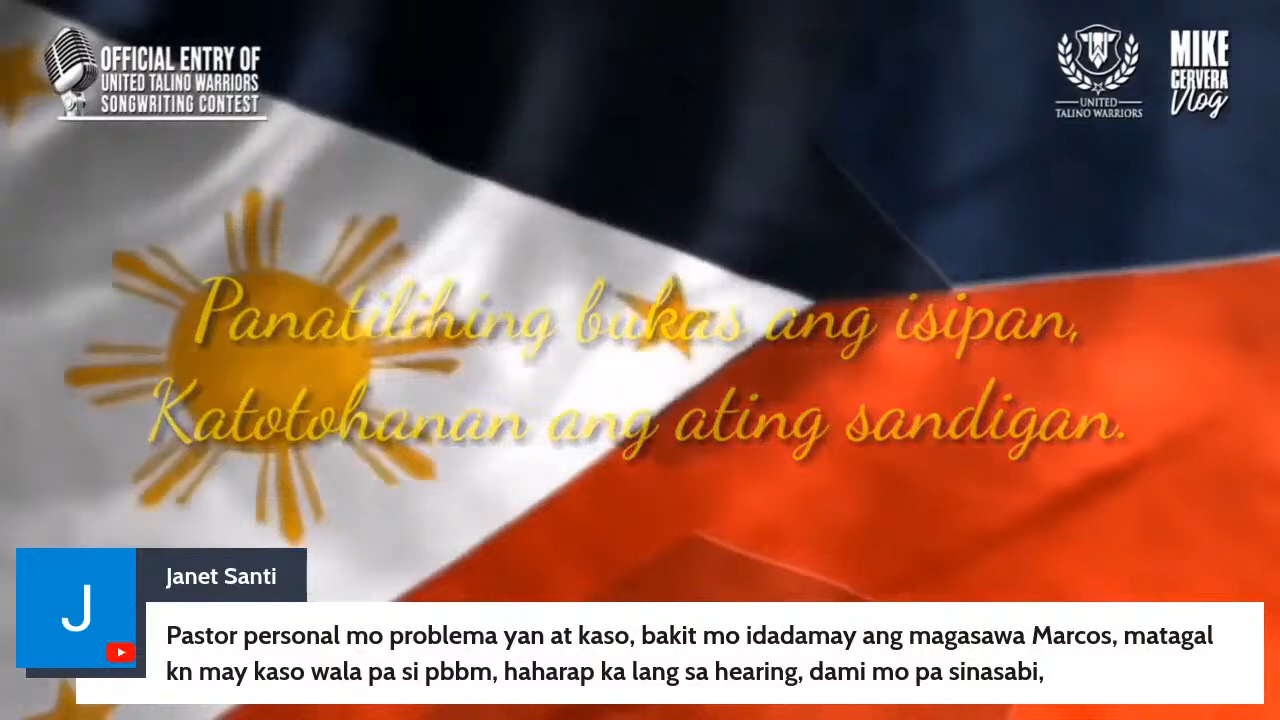 OFFICIAL ENTRY OF
UNITED TALINO WARRIORS
SONGWRITING CONTEST
UNITED
TALINO WARRIORS
MIKE
CERVERA
Vlog
Panatilihing bukas ang isipan,
Katotohanan ang ating sandigan.
J
Janet Santi
Pastor personal mo problema yan at kaso, bakit mo idadamay ang magasawa Marcos, matagal
kn may kaso wala pa si pbbm, haharap ka lang sa hearing, dami mo pa sinasabi,